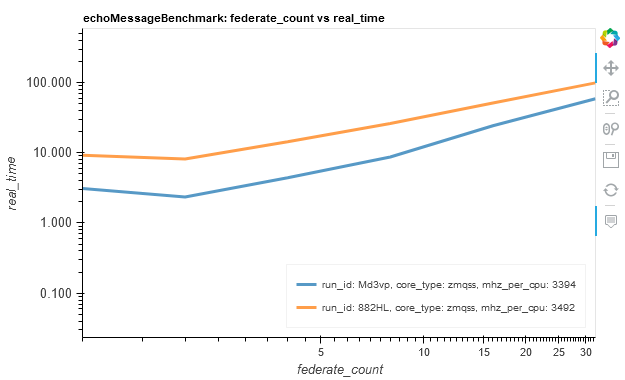 echoMessageBenchmark: federate_count vs real_time
100.000
10.000
1.000
0.100
real_time
run_id: Md3vp, core_type: zmqss, mhz_per_cpu: 3394
run_id: 882HL, core_type: zmqss, mhz_per_cpu: 3492
5
10
15
20
25
30
federate_count